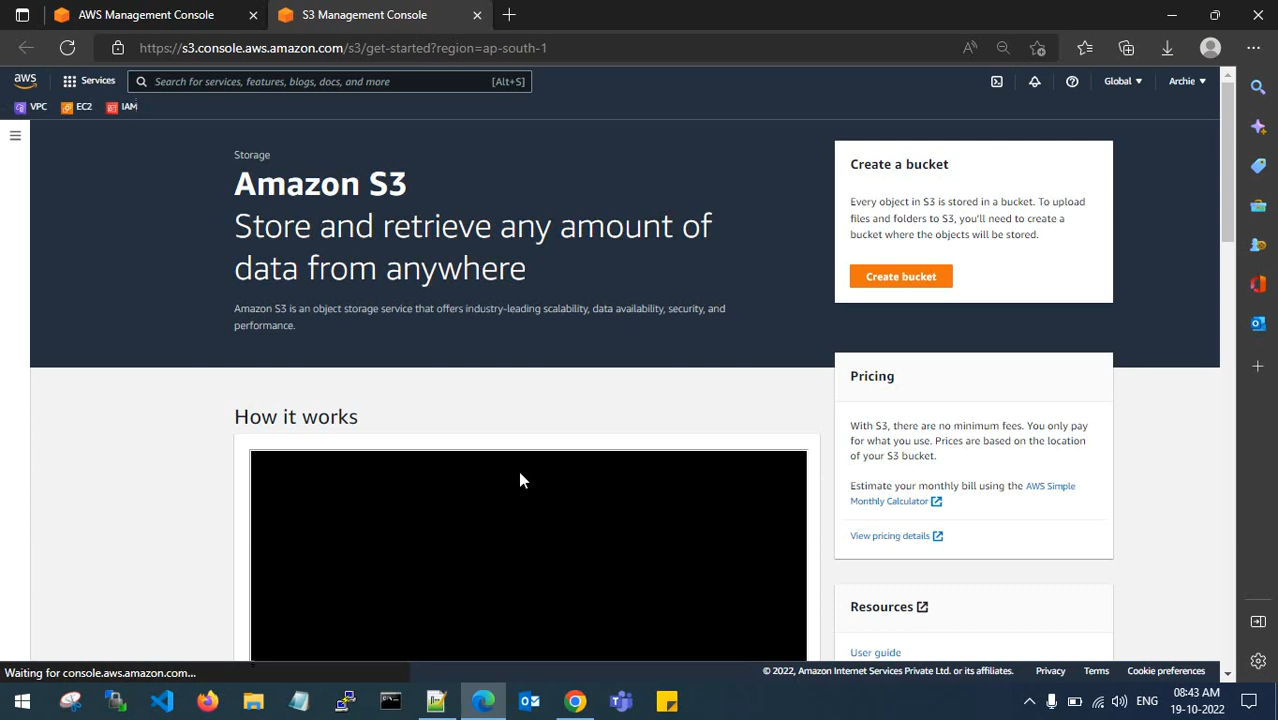 AWS Management Console
S3 Management Console
https://s3.console.aws.amazon.com/s3/get-started?region=ap-south-1
aws
Services
Search for services, features, blogs, docs, and more
[Alt+S]
Global
Archie
VPC
EC2
IAM
Storage
Amazon S3
Store and retrieve any amount of
data from anywhere
Amazon S3 is an object storage service that offers industry-leading scalability, data availability, security, and
performance.
Create a bucket
Every object in S3 is stored in a bucket. To upload
files and folders to S3, you'll need to create a
bucket where the objects will be stored.
Create bucket
How it works
Pricing
With S3, there are no minimum fees. You only pay
for what you use. Prices are based on the location
of your S3 bucket.
Estimate your monthly bill using the AWS Simple
Monthly Calculator
View pricing details
Resources
User guide
Waiting for console.aws.amazon.com...
© 2022, Amazon Internet Services Private Ltd. or its affiliates.
Privacy
Terms
Cookie preferences
ENG
08:43 AM
19-10-2022